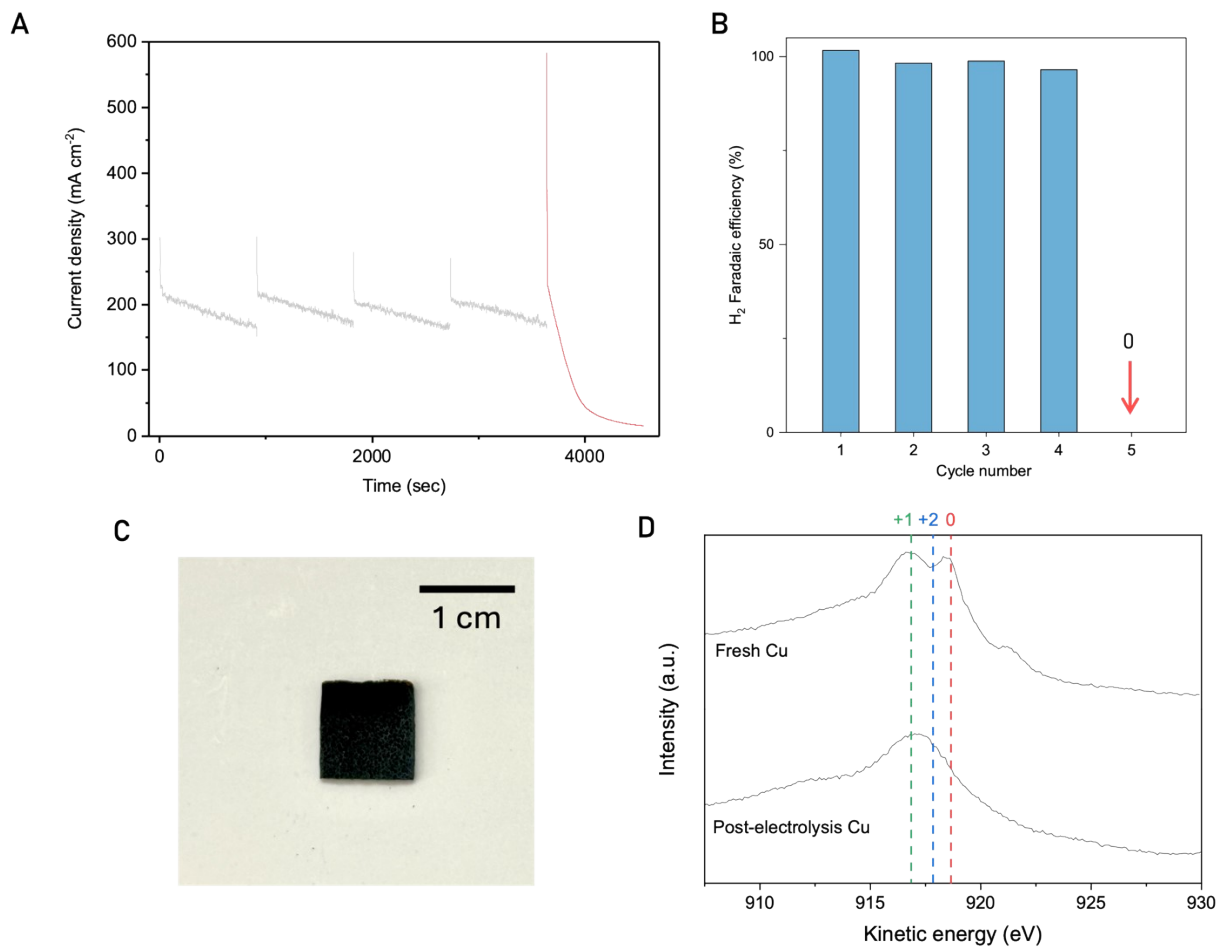 A
600
500
400
300
200
100
0
Current density (mA cm⁻²)
0
2000
4000
Time (sec)
B
100
50
0
H₂ Faradaic efficiency (%)
0
1
2
3
4
5
Cycle number
C
1 cm
D
+1 +2 0
Fresh Cu
Post-electrolysis Cu
Intensity (a.u.)
910
915
920
925
930
Kinetic energy (eV)